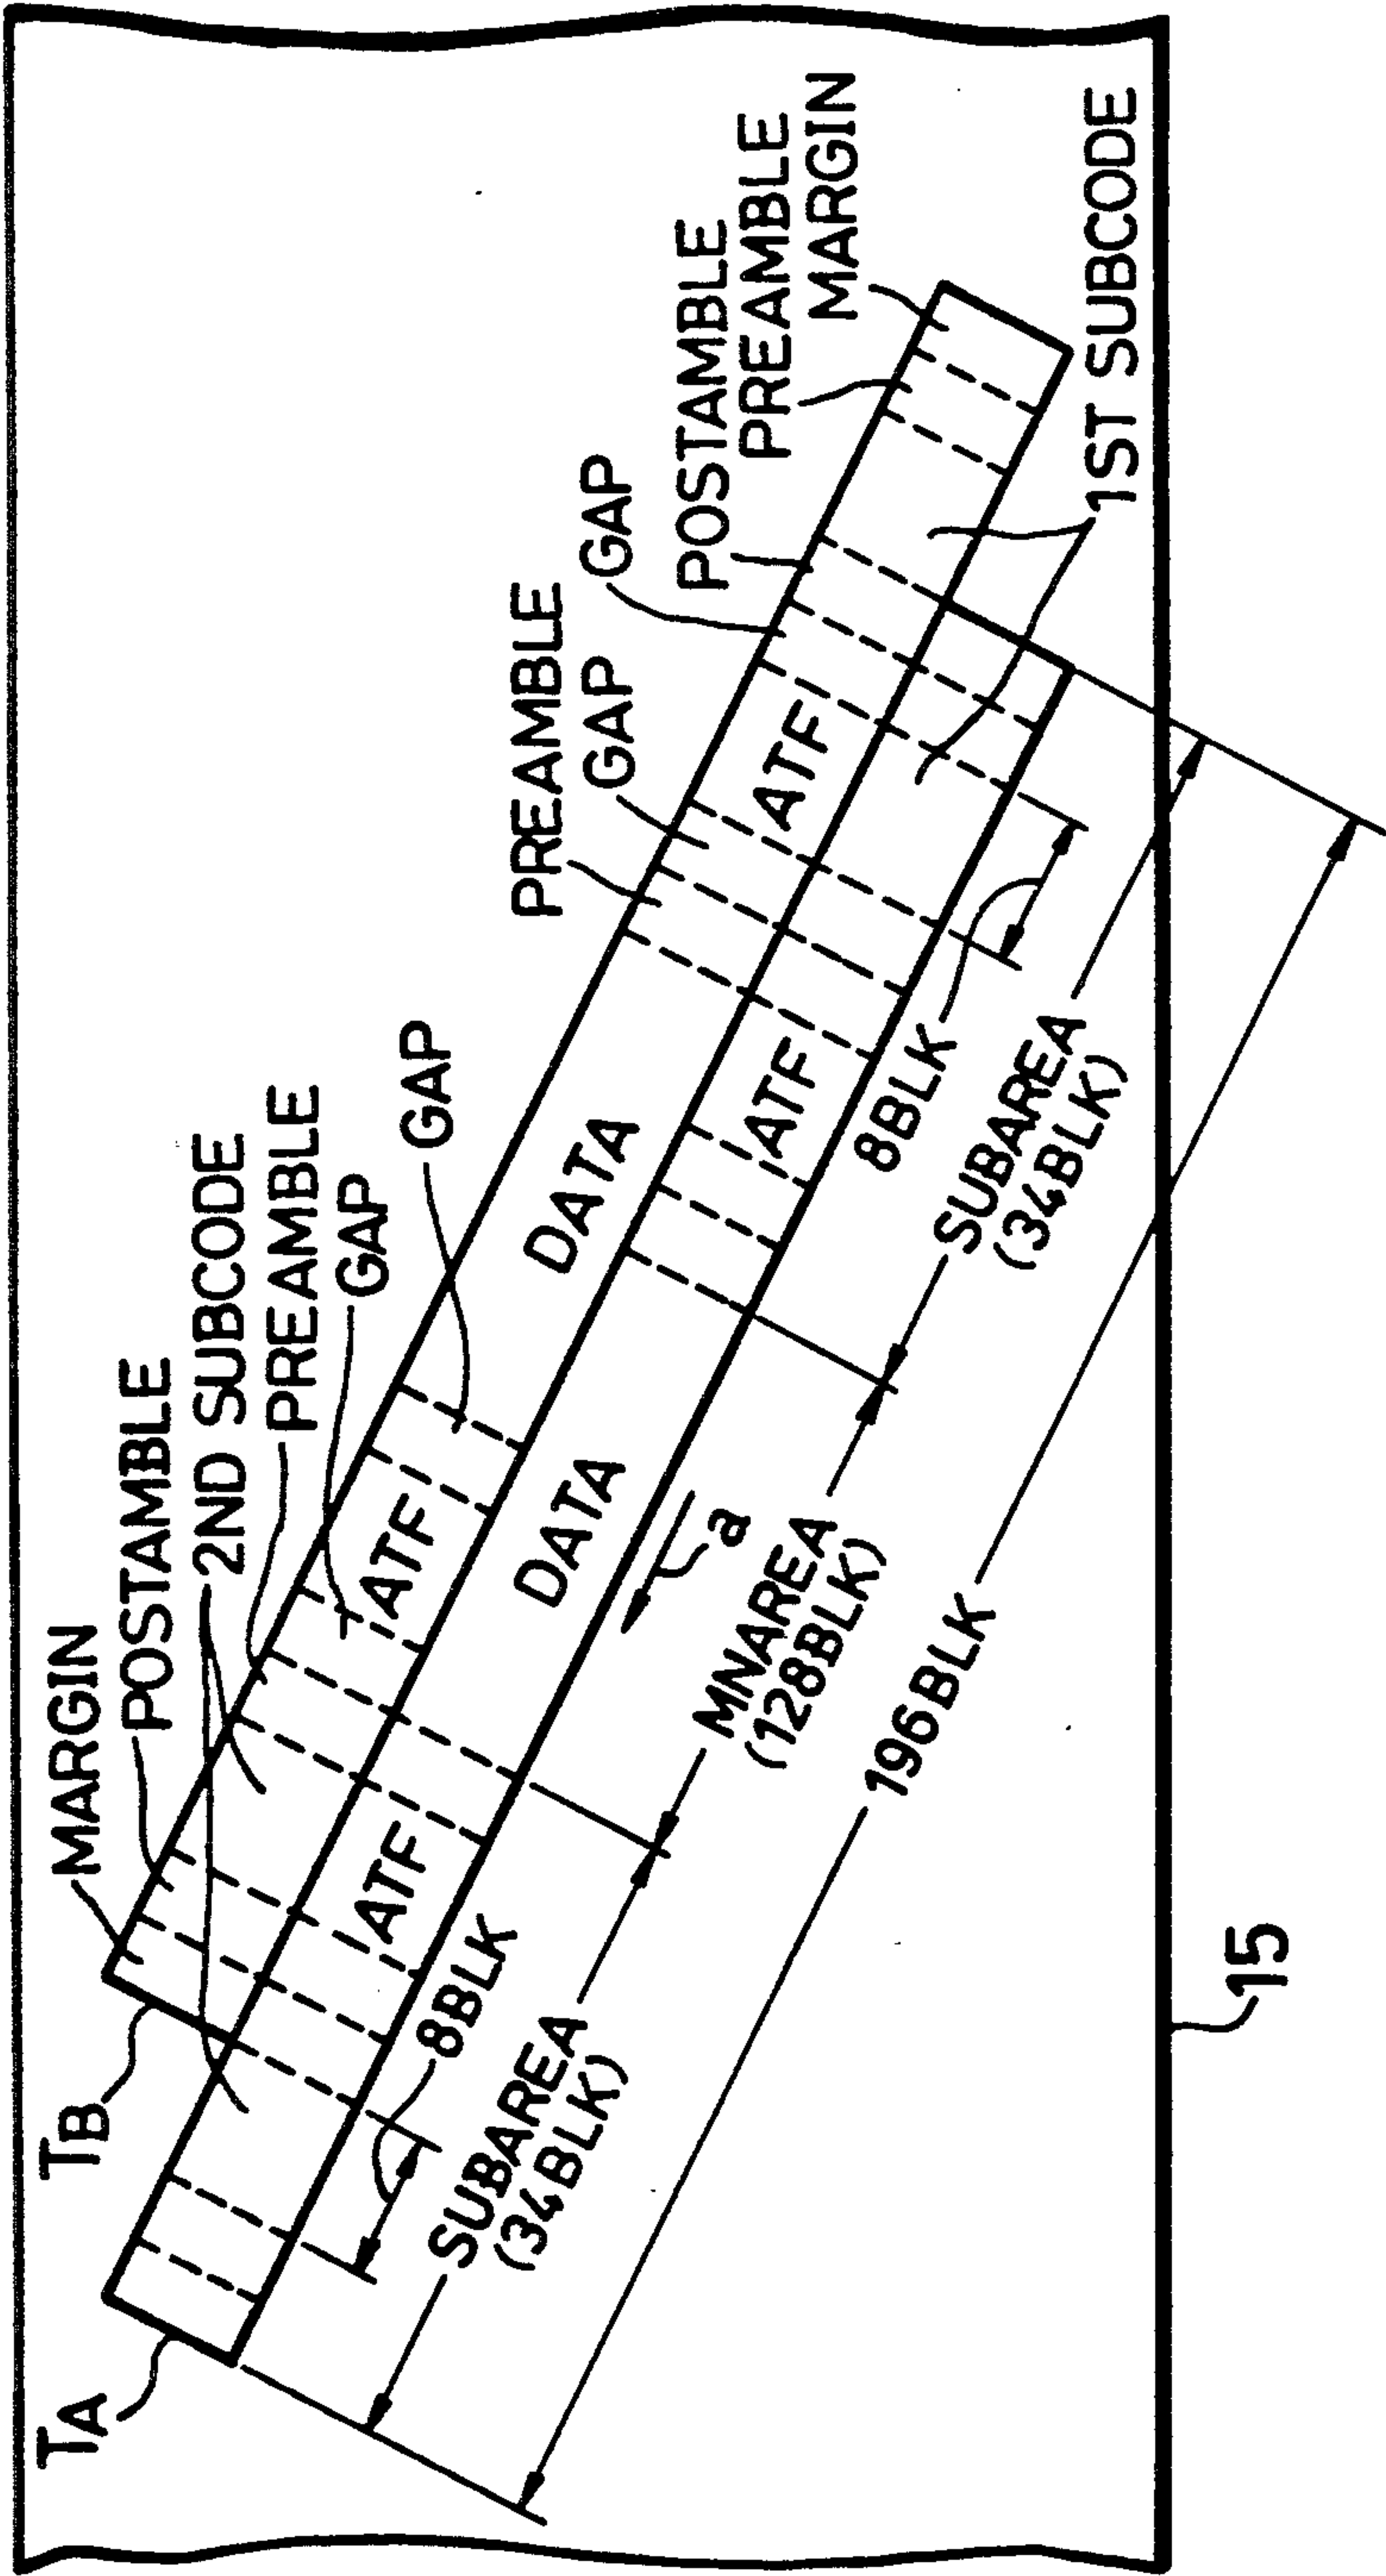 TA
TB
MARGIN
POSTAMBLE
2ND SUBCODE
PREAMBLE
GAP
GAP
PREAMBLE
GAP
GAP
POSTAMBLE
PREAMBLE
MARGIN
ATF
DATA
ATF
ATF
DATA
ATF
1ST SUBCODE
a
8BLK
8BLK
SUBAREA
(34BLK)
MNAREA
(128BLK)
SUBAREA
(34BLK)
196BLK
15